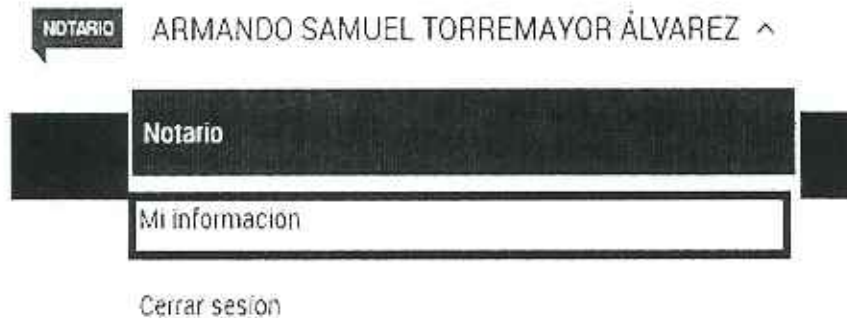 NOTARIO ARMANDO SAMUEL TORREMAYOR ÁLVAREZ
Notario
Mi informacion
Cerrar sesion